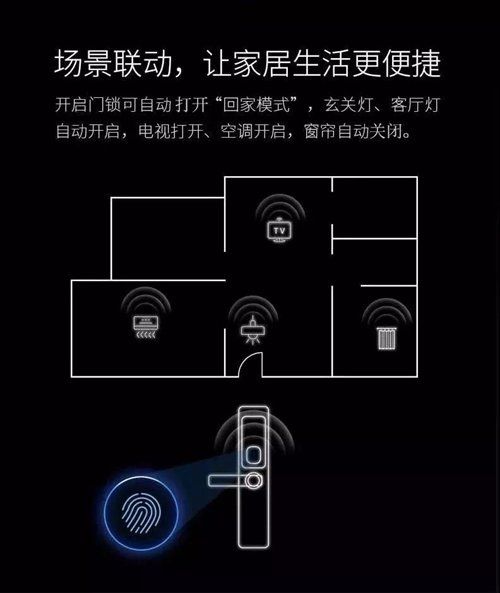 场景联动，让家居生活更便捷
开启门锁可自动打开“回家模式”，玄关灯、客厅灯
自动开启，电视打开、空调开启，窗帘自动关闭。
TV